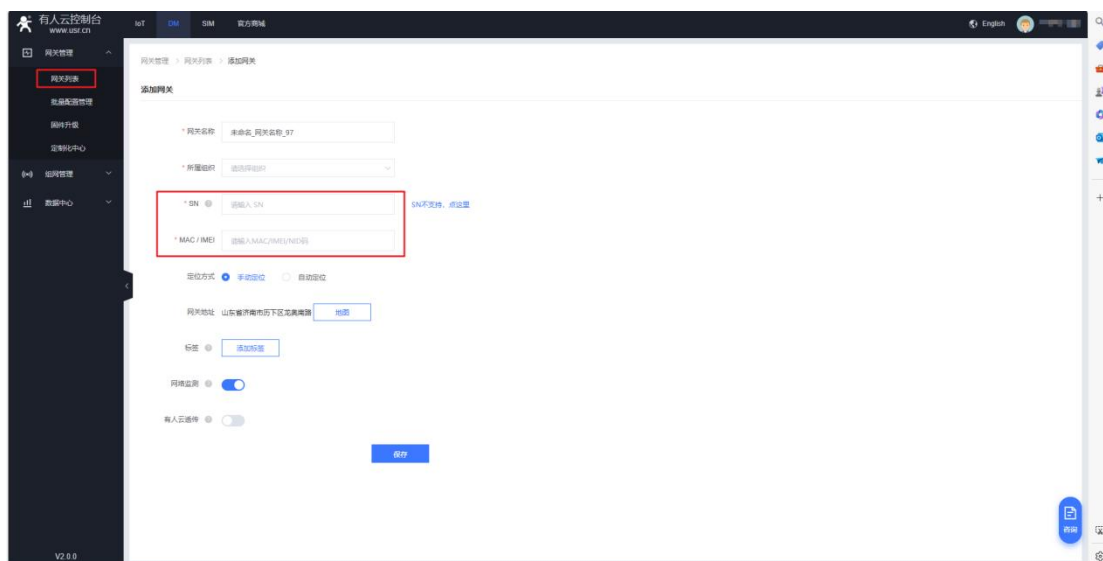 有人云控制台
www.usr.cn
IoT DM SIM 官方商城
English
网关管理
网关列表
批量配置管理
固件升级
定制化中心
组网管理
数据中心
V2.0.0
网关管理 > 网关列表 > 添加网关
添加网关
* 网关名称 未命名_网关名称_97
* 所属组织 请选择组织
* SN 请输入 SN SN不支持，点这里
* MAC / IMEI 请输入MAC/IMEI/NID码
定位方式 手动定位 自动定位
网关地址 山东省济南市历下区龙奥南路 地图
标签 添加标签
网络监测
有人云透传
保存
咨询